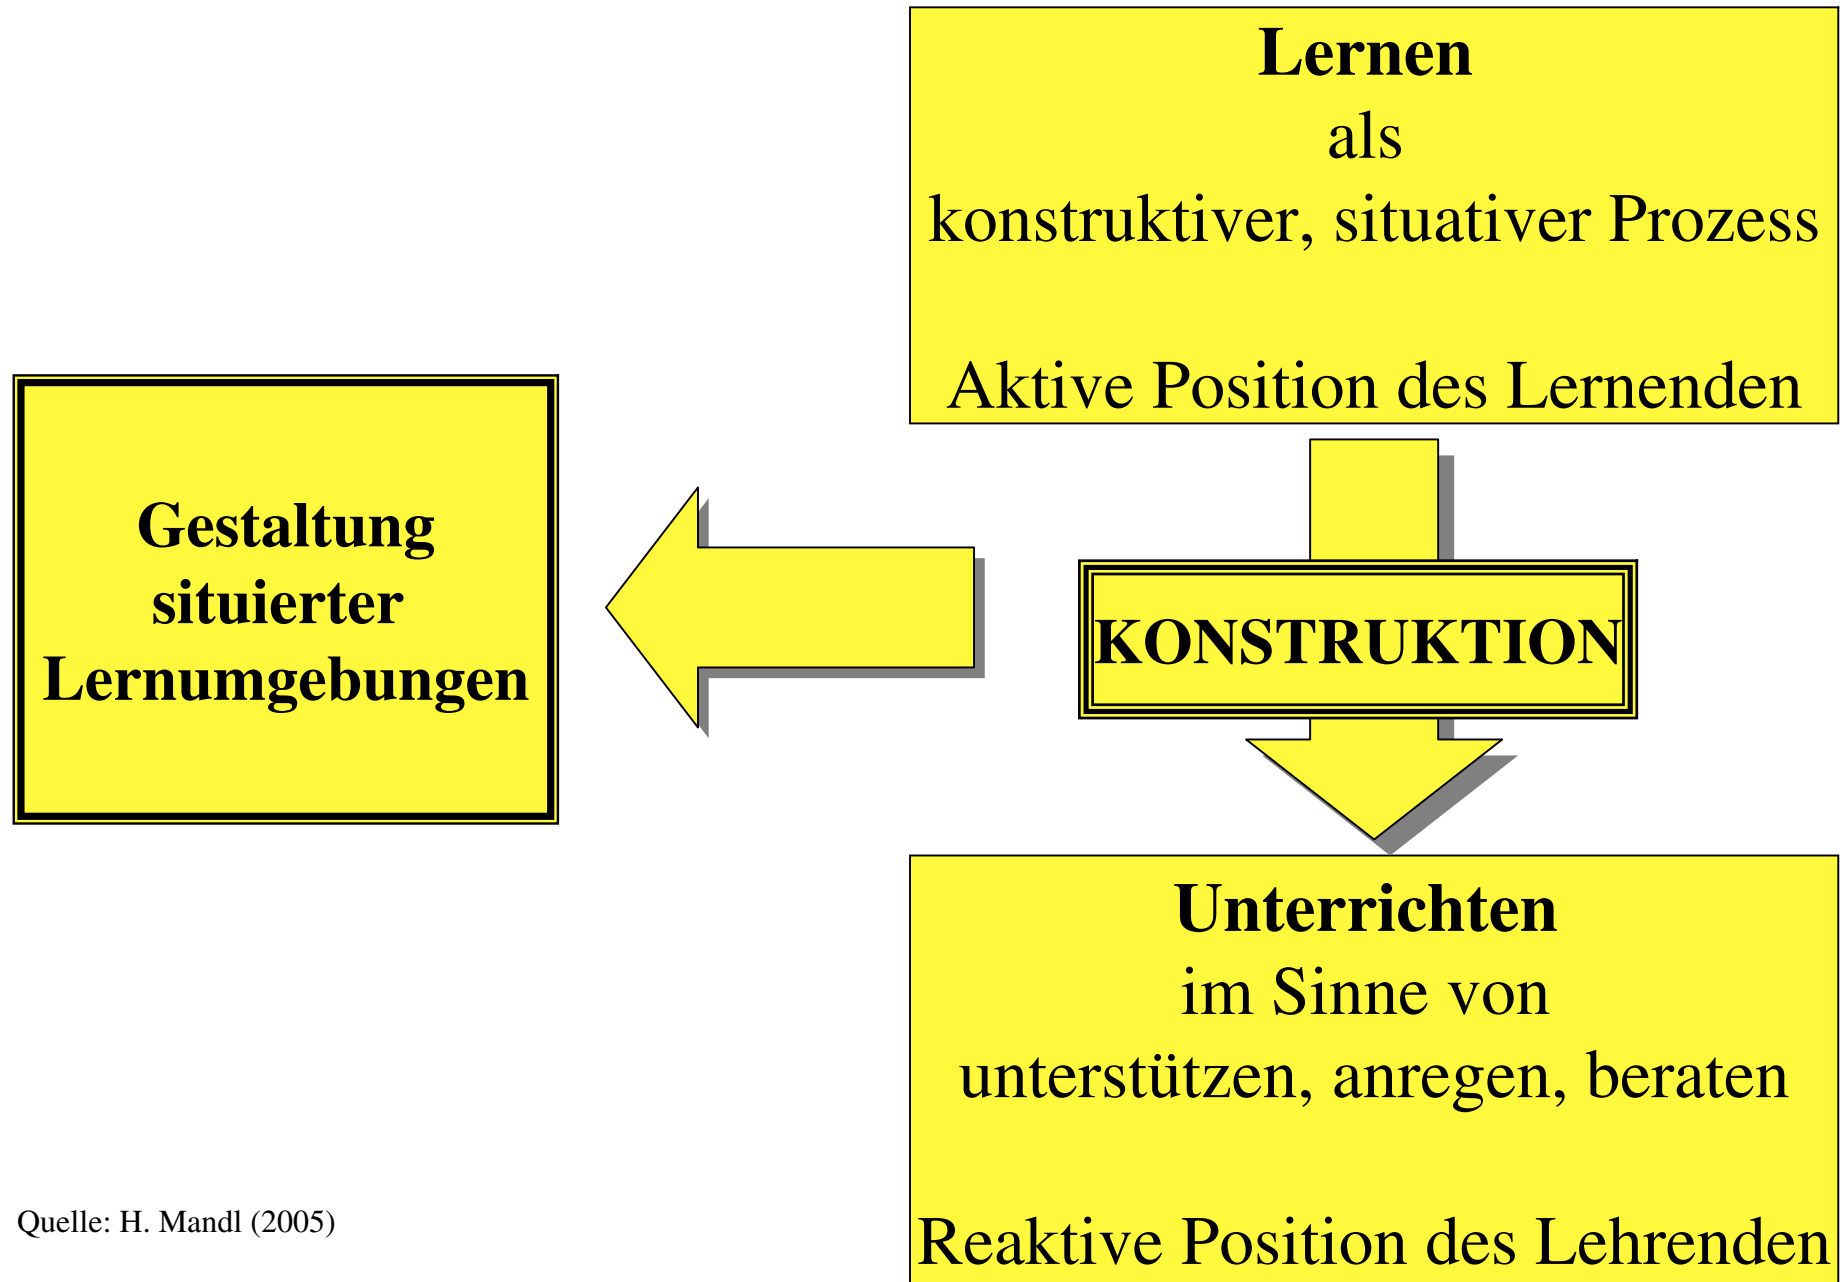 Lernen
als
konstruktiver, situativer Prozess
Aktive Position des Lernenden
Gestaltung
situierter
Lernumgebungen
KONSTRUKTION
Unterrichten
im Sinne von
unterstützen, anregen, beraten
Reaktive Position des Lehrenden
Quelle: H. Mandl (2005)